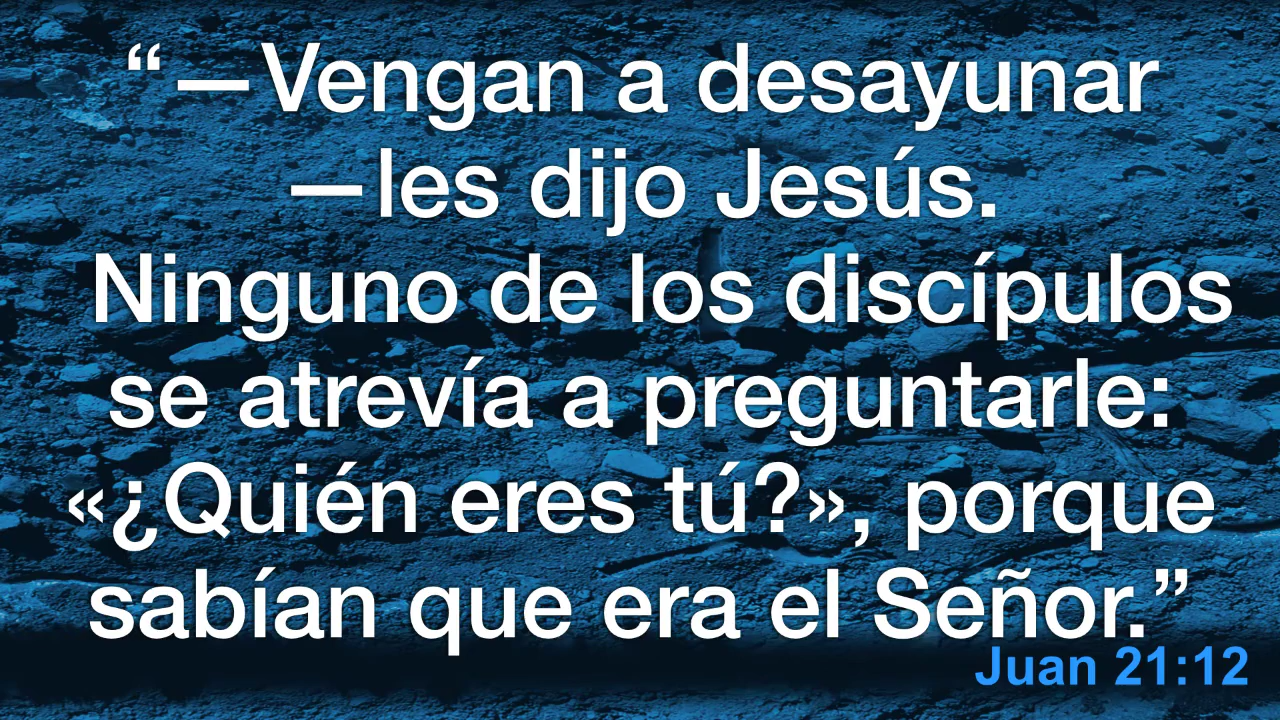 “—Vengan a desayunar
—les dijo Jesús.
Ninguno de los discípulos
se atrevía a preguntarle:
«¿Quién eres tú?», porque
sabían que era el Señor.”
Juan 21:12